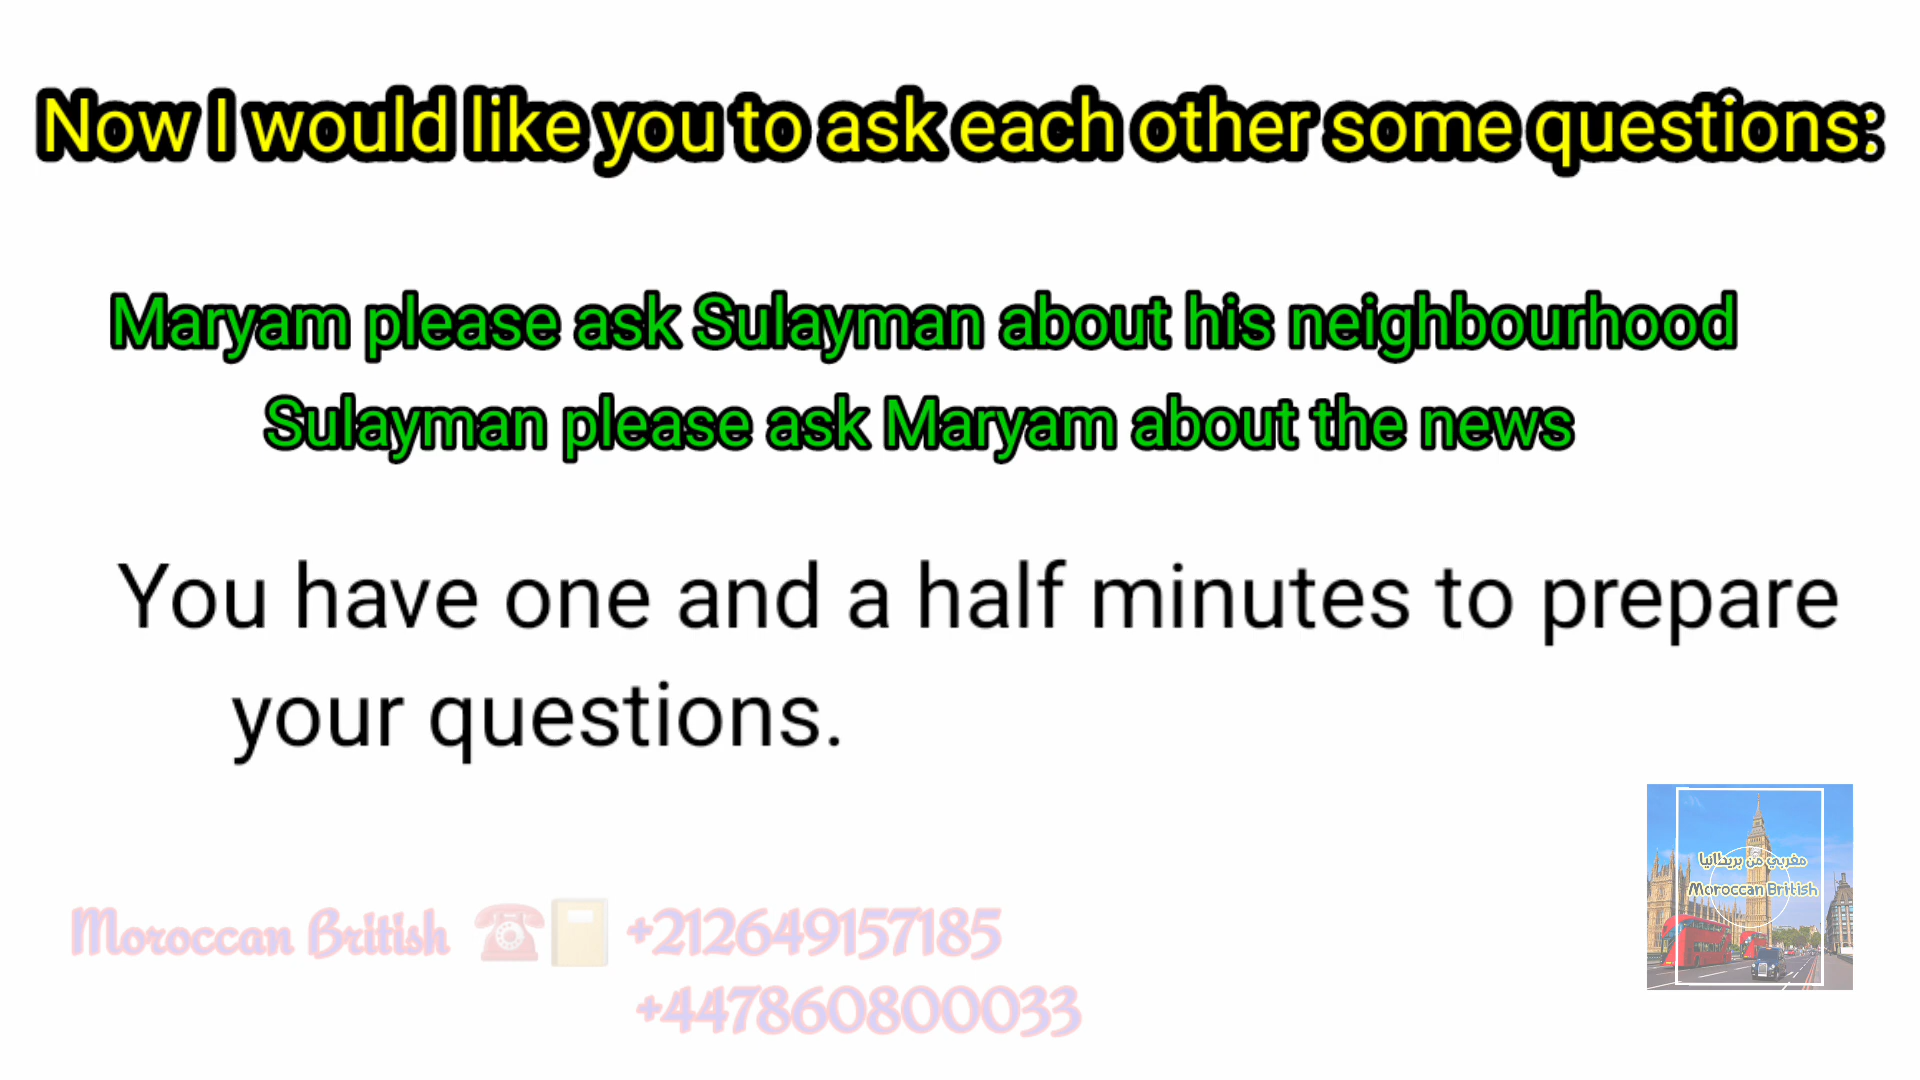 Now I would like you to ask each other some questions:
Maryam please ask Sulayman about his neighbourhood
Sulayman please ask Maryam about the news
You have one and a half minutes to prepare
your questions.
مغربي من بريطانيا
Moroccan British
Moroccan British ☎️📒 +212649157185
+447860800033